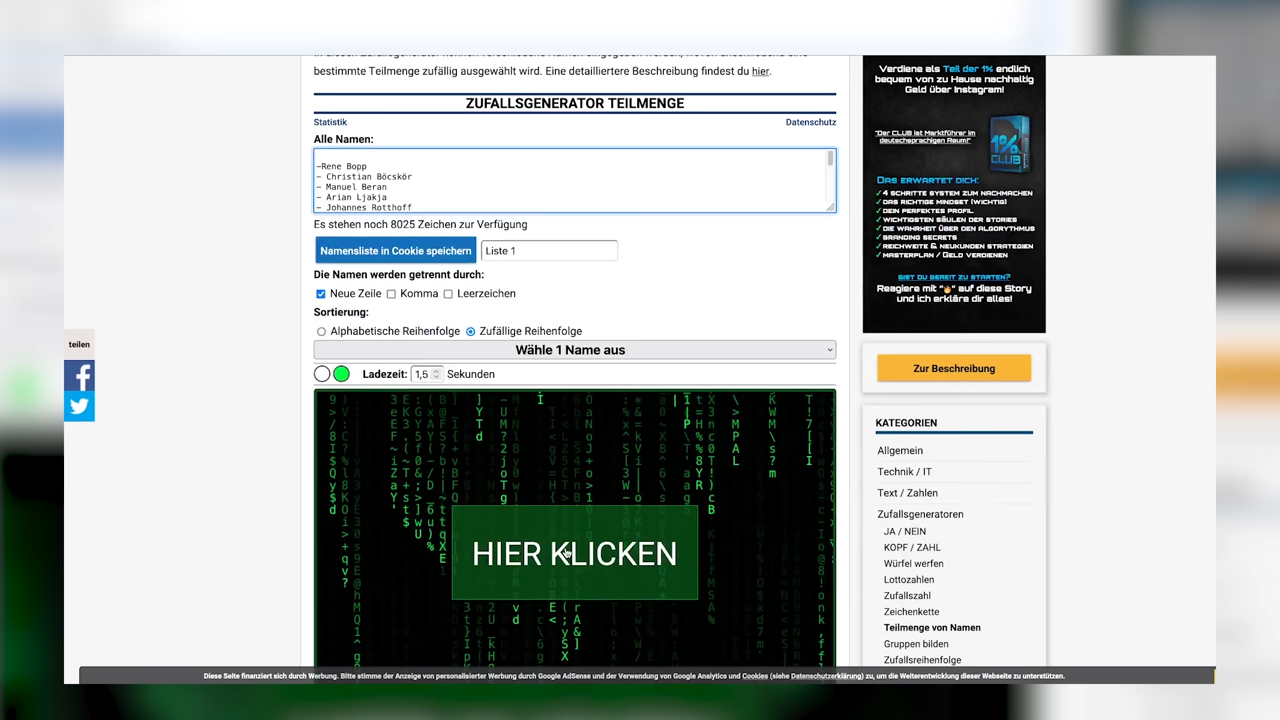 bestimmte Teilmenge zufällig ausgewählt wird. Eine detailliertere Beschreibung findest du hier.
ZUFALLSGENERATOR TEILMENGE
Statistik
Datenschutz
Alle Namen:
-Rene Bopp
- Christian Böcskör
- Manuel Beran
- Arian Ljakja
- Johannes Rotthoff
Es stehen noch 8025 Zeichen zur Verfügung
Namensliste in Cookie speichern
Liste 1
Die Namen werden getrennt durch:
Neue Zeile
Komma
Leerzeichen
Sortierung:
Alphabetische Reihenfolge
Zufällige Reihenfolge
Wähle 1 Name aus
Ladezeit: 1,5 Sekunden
HIER KLICKEN
teilen
Verdiene als Teil der 1% endlich
bequem von zu Hause nachhaltig
Geld über Instagram!
"Der CLUB ist Marktführer im
deutschsprachigen Raum!"
1%
CLUB
DAS ERWARTET DICH:
✓ 4 SCHRITTE SYSTEM ZUM NACHMACHEN
✓ DAS RICHTIGE MINDSET (WICHTIG)
✓ DEIN PERFEKTES PROFIL
✓ WICHTIGSTEN SÄULEN DER STORIES
✓ DIE WAHRHEIT ÜBER DEN ALGORYTHMUS
✓ BRANDING SECRETS
✓ REICHWEITE & NEUKUNDEN STRATEGIEN
✓ MASTERPLAN / GELD VERDIENEN
BIST DU BEREIT ZU STARTEN?
Reagiere mit "🔥" auf diese Story
und ich erkläre dir alles!
Zur Beschreibung
KATEGORIEN
Allgemein
Technik / IT
Text / Zahlen
Zufallsgeneratoren
JA / NEIN
KOPF / ZAHL
Würfel werfen
Lottozahlen
Zufallszahl
Zeichenkette
Teilmenge von Namen
Gruppen bilden
Zufallsreihenfolge
Diese Seite finanziert sich durch Werbung. Bitte stimme der Anzeige von personalisierter Werbung durch Google AdSense und der Verwendung von Google Analytics und Cookies (siehe Datenschutzerklärung) zu, um die Weiterentwicklung dieser Webseite zu unterstützen.